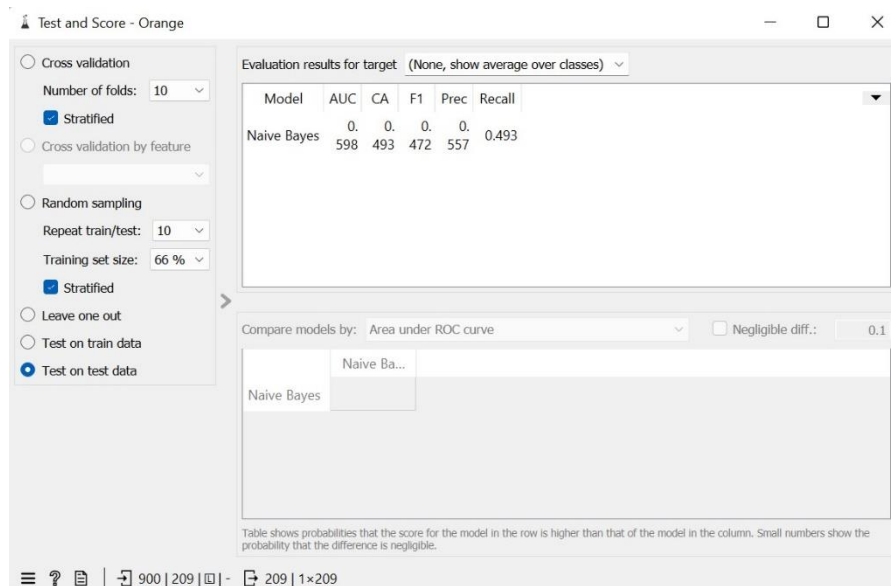 Test and Score - Orange
Cross validation
Number of folds: 10
Stratified
Cross validation by feature
Random sampling
Repeat train/test: 10
Training set size: 66 %
Stratified
Leave one out
Test on train data
Test on test data
Evaluation results for target (None, show average over classes)
Model AUC CA F1 Prec Recall
Naive Bayes 0.598 0.493 0.472 0.557 0.493
Compare models by: Area under ROC curve Negligible diff.: 0.1
Naive Ba...
Naive Bayes
Table shows probabilities that the score for the model in the row is higher than that of the model in the column. Small numbers show the
probability that the difference is negligible.
? 900 | 209 | - 209 | 1×209